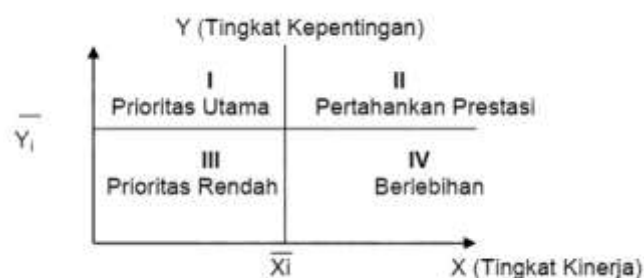 Y (Tingkat Kepentingan)
I
Prioritas Utama
II
Pertahankan Prestasi
Yi
III
Prioritas Rendah
IV
Berlebihan
Xi
X (Tingkat Kinerja)